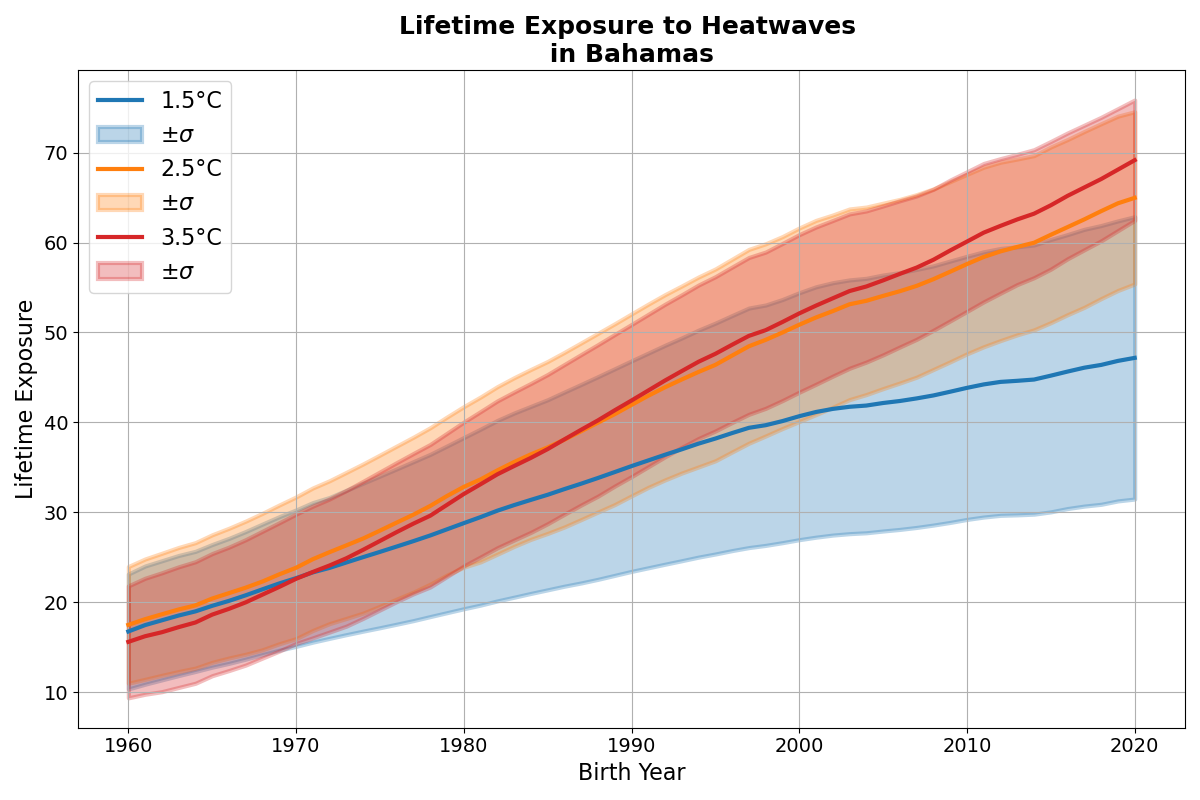 Lifetime Exposure to Heatwaves
in Bahamas
1.5°C
±σ
2.5°C
±σ
3.5°C
±σ
Lifetime Exposure
70
60
50
40
30
20
10
1960 1970 1980 1990 2000 2010 2020
Birth Year